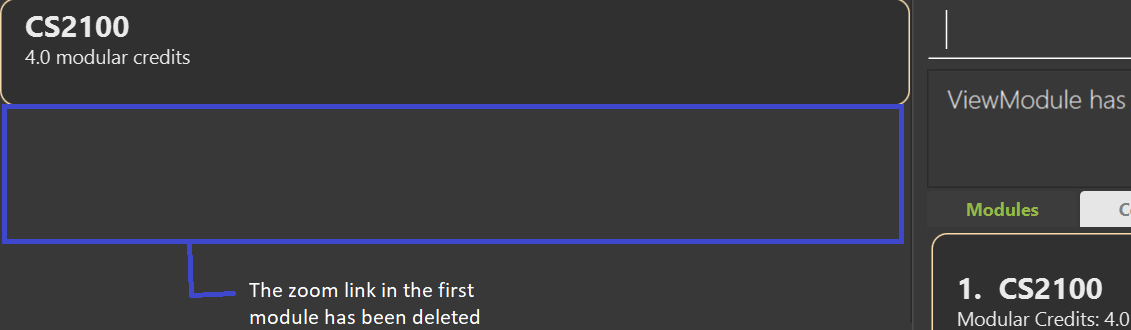 CS2100
4.0 modular credits
ViewModule has
Modules
1. CS2100
Modular Credits: 4.0
The zoom link in the first
module has been deleted